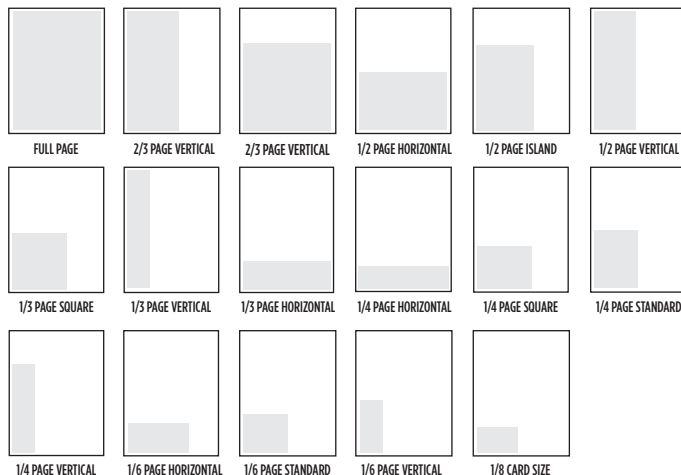 FULL PAGE
2/3 PAGE VERTICAL
2/3 PAGE VERTICAL
1/2 PAGE HORIZONTAL
1/2 PAGE ISLAND
1/2 PAGE VERTICAL
1/3 PAGE SQUARE
1/3 PAGE VERTICAL
1/3 PAGE HORIZONTAL
1/4 PAGE HORIZONTAL
1/4 PAGE SQUARE
1/4 PAGE STANDARD
1/4 PAGE VERTICAL
1/6 PAGE HORIZONTAL
1/6 PAGE STANDARD
1/6 PAGE VERTICAL
1/8 CARD SIZE